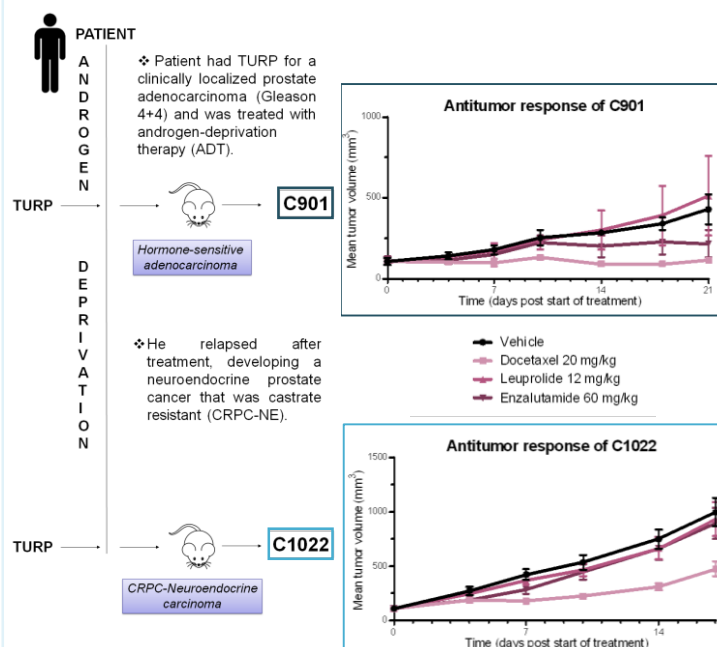 PATIENT
ANDROGEN
DEPRIVATION
❖ Patient had TURP for a
clinically localized prostate
adenocarcinoma (Gleason
4+4) and was treated with
androgen-deprivation
therapy (ADT).
TURP
C901
Hormone-sensitive
adenocarcinoma
Antitumor response of C901
Mean tumor volume (mm³)
1000
500
0
0 7 14 21
Time (days post start of treatment)
Vehicle
Docetaxel 20 mg/kg
Leuprolide 12 mg/kg
Enzalutamide 60 mg/kg
❖ He relapsed after
treatment, developing a
neuroendocrine prostate
cancer that was castrate
resistant (CRPC-NE).
TURP
C1022
CRPC-Neuroendocrine
carcinoma
Antitumor response of C1022
Mean tumor volume (mm³)
1500
1000
500
0
0 7 14
Time (days post start of treatment)